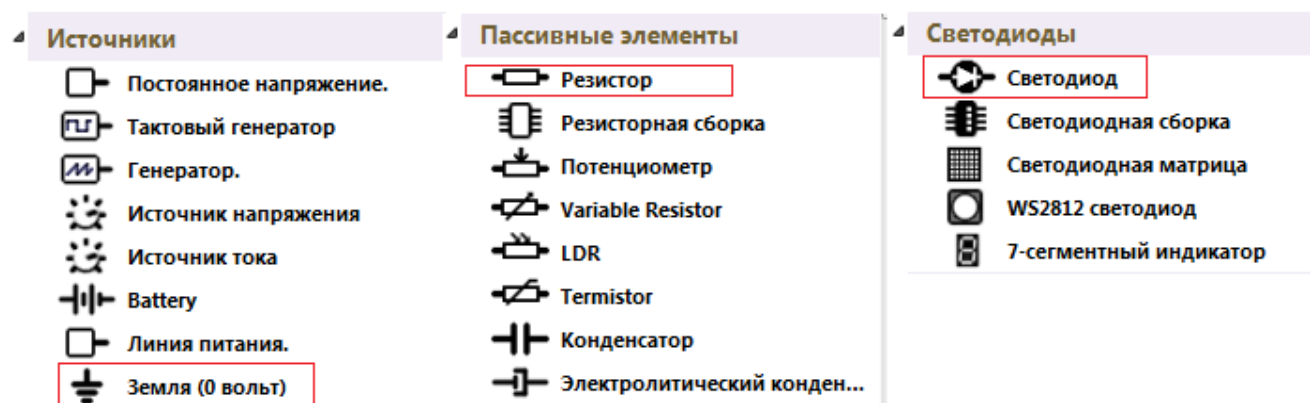 Источники
Постоянное напряжение.
Тактовый генератор
Генератор.
Источник напряжения
Источник тока
Battery
Линия питания.
Земля (0 вольт)
Пассивные элементы
Резистор
Резисторная сборка
Потенциометр
Variable Resistor
LDR
Termistor
Конденсатор
Электролитический конден...
Светодиоды
Светодиод
Светодиодная сборка
Светодиодная матрица
WS2812 светодиод
7-сегментный индикатор